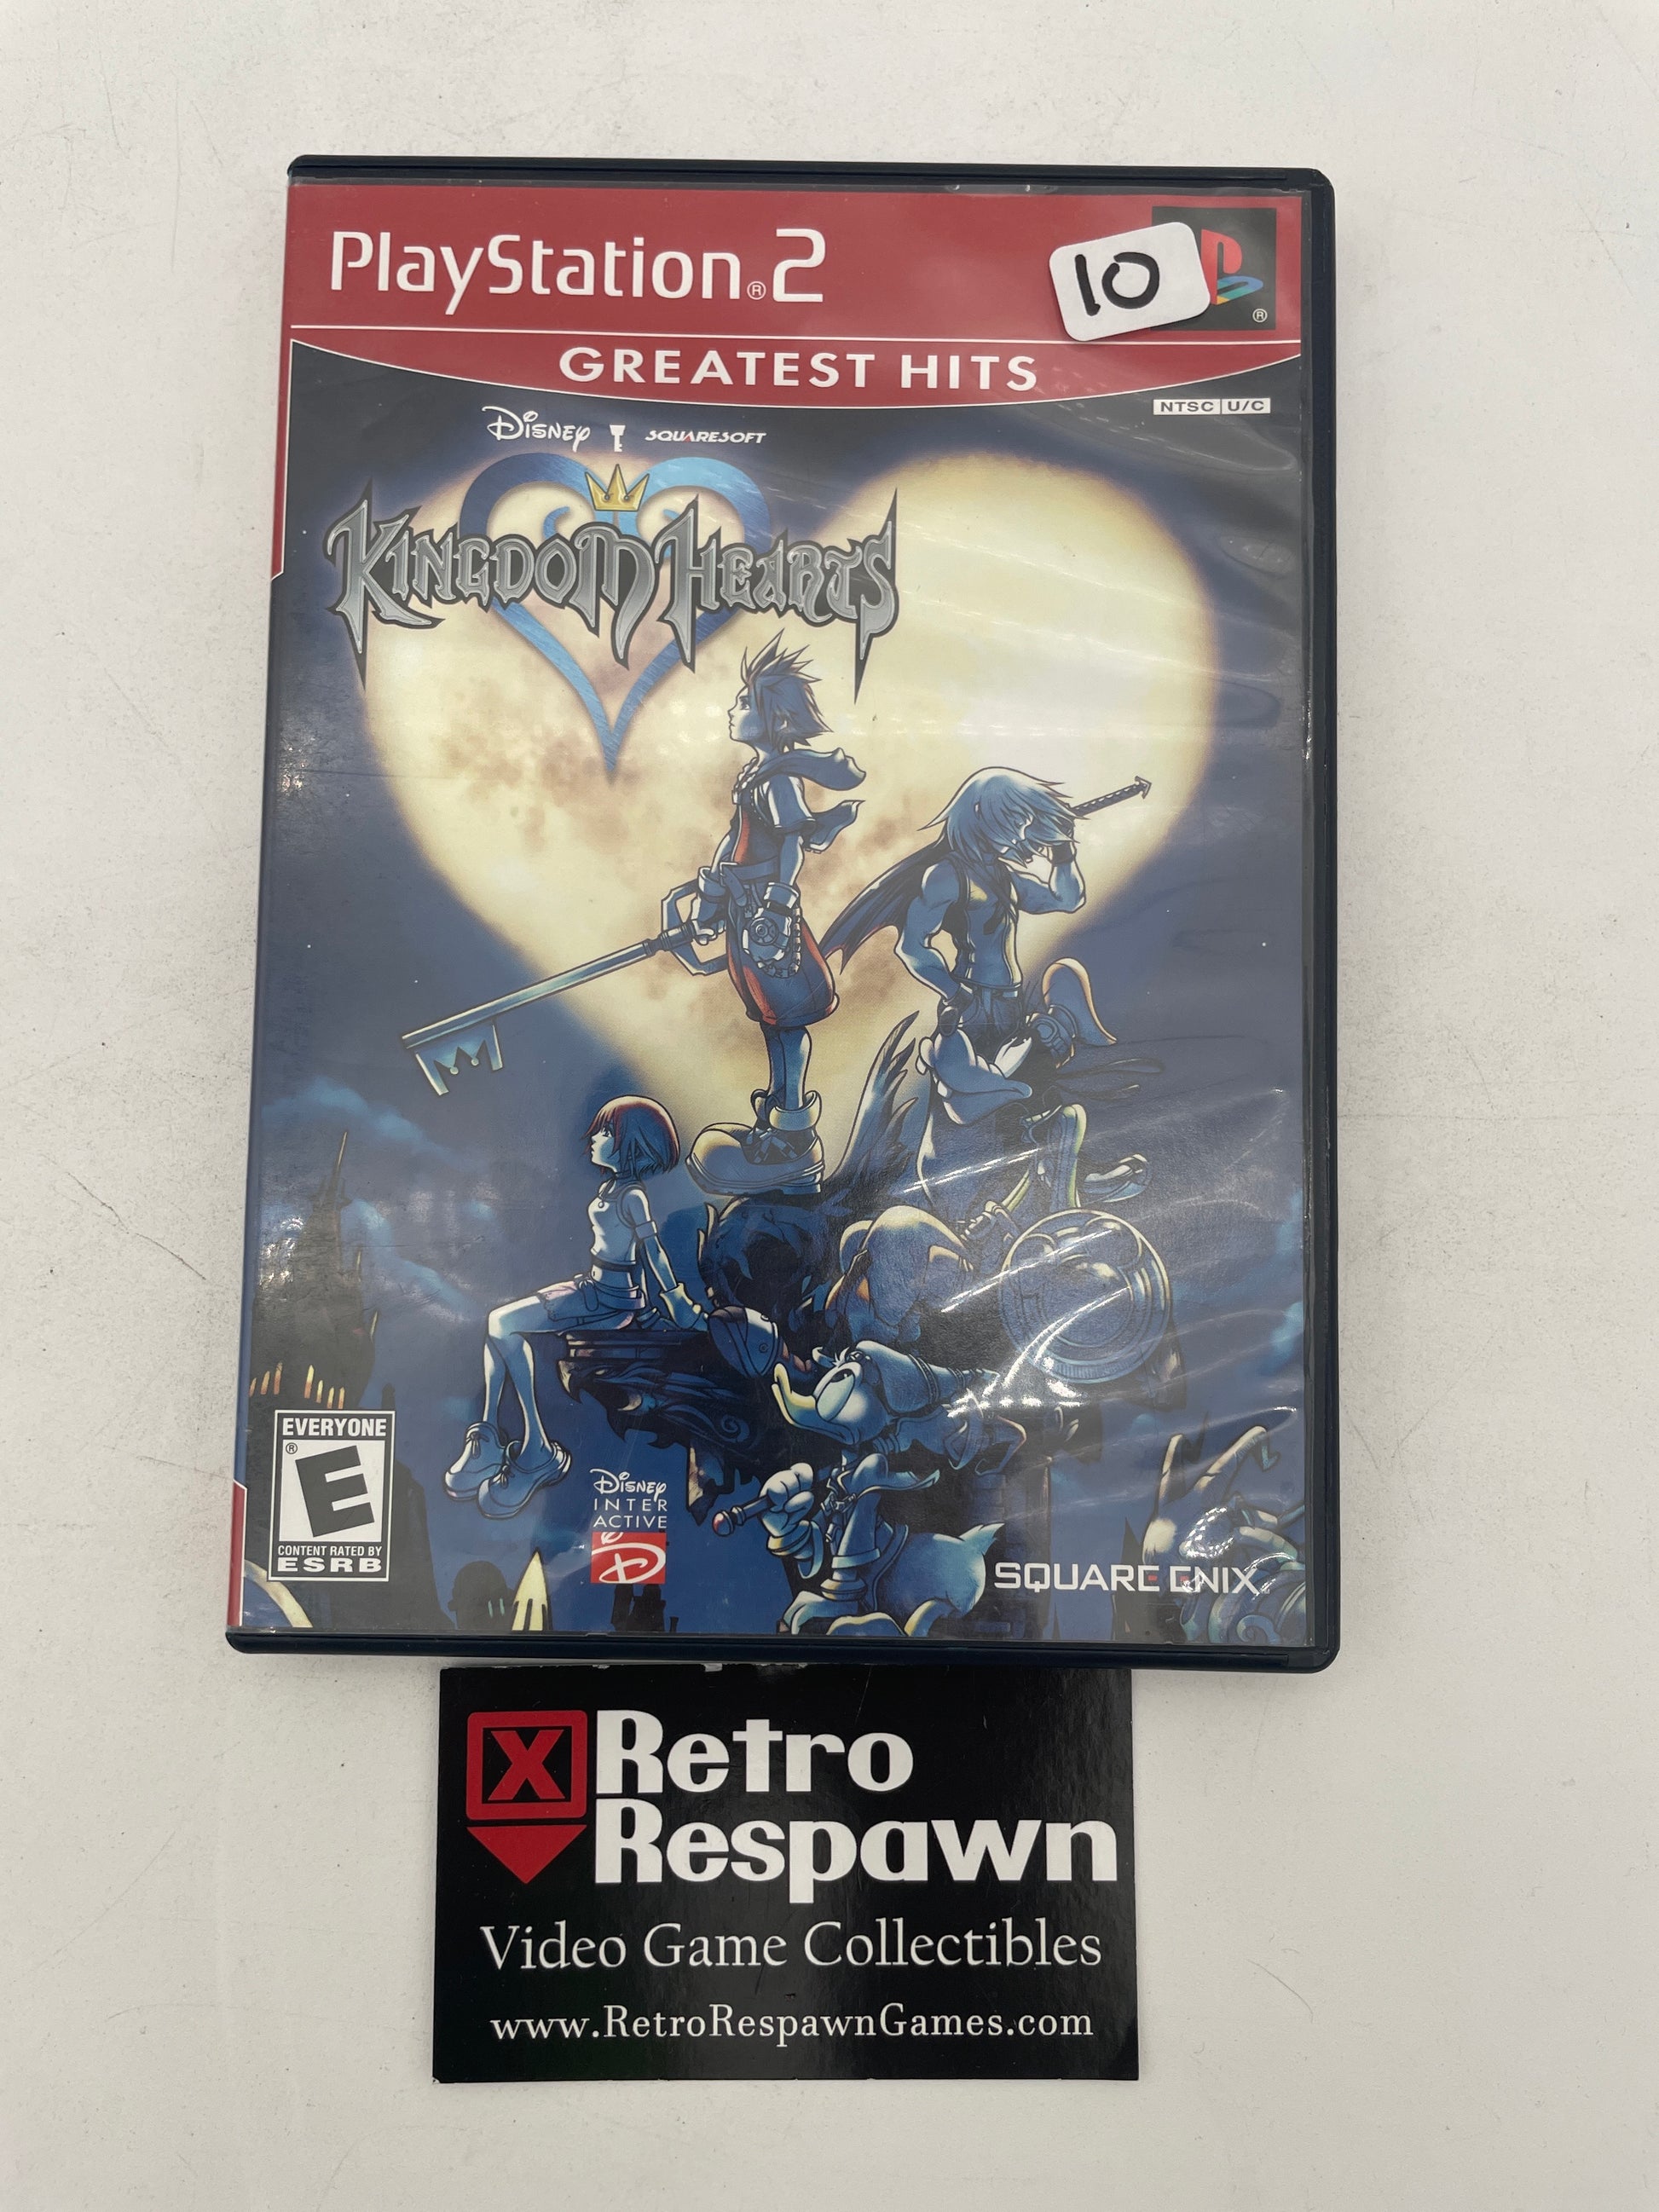 PlayStation®2
10
®
GREATEST HITS
NTSC U/C
Disney SQUARESOFT
KINGDOM HEARTS
EVERYONE
®
E
CONTENT RATED BY
ESRB
Disney
INTER
ACTIVE
D
SQUARE ENIX
X Retro
Respawn
Video Game Collectibles
www.RetroRespawnGames.com